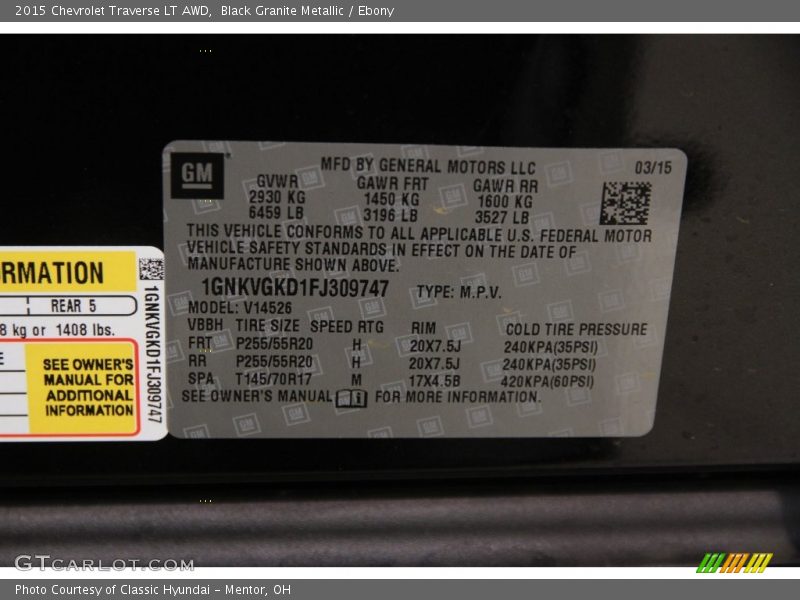 2015 Chevrolet Traverse LT AWD, Black Granite Metallic / Ebony
GM
MFD BY GENERAL MOTORS LLC 03/15
GVWR GAWR FRT GAWR RR
2930 KG 1450 KG 1600 KG
6459 LB 3196 LB 3527 LB
THIS VEHICLE CONFORMS TO ALL APPLICABLE U.S. FEDERAL MOTOR
VEHICLE SAFETY STANDARDS IN EFFECT ON THE DATE OF
MANUFACTURE SHOWN ABOVE.
1GNKVGKD1FJ309747 TYPE: M.P.V.
MODEL: V14526
VBBH TIRE SIZE SPEED RTG RIM COLD TIRE PRESSURE
FRT P255/55R20 H 20X7.5J 240KPA(35PSI)
RR P255/55R20 H 20X7.5J 240KPA(35PSI)
SPA T145/70R17 M 17X4.5B 420KPA(60PSI)
SEE OWNER'S MANUAL FOR MORE INFORMATION.
RMATION
REAR 5
8 kg or 1408 lbs.
E
SEE OWNER'S
MANUAL FOR
ADDITIONAL
INFORMATION
1GNKVGKD1FJ309747
GTCARLOT.COM
Photo Courtesy of Classic Hyundai - Mentor, OH